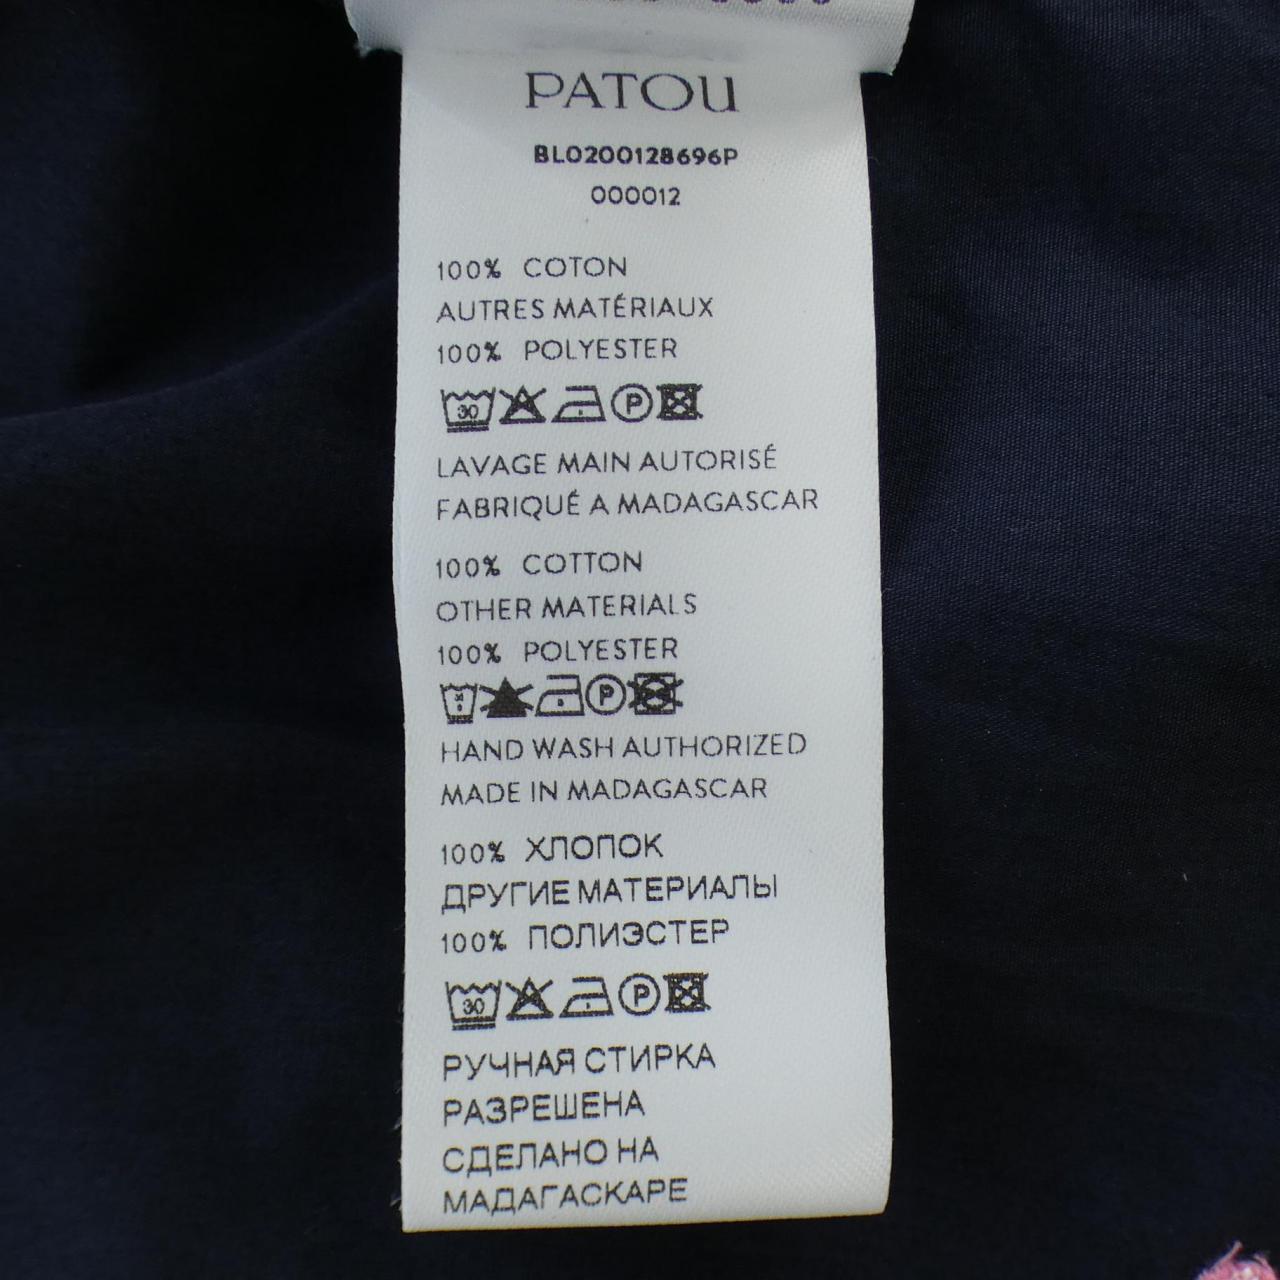 PATOU
BL0200128696P
000012
100% COTON
AUTRES MATÉRIAUX
100% POLYESTER
30
P
LAVAGE MAIN AUTORISÉ
FABRIQUÉ A MADAGASCAR
100% COTTON
OTHER MATERIALS
100% POLYESTER
P
HAND WASH AUTHORIZED
MADE IN MADAGASCAR
100% ХЛОПОК
ДРУГИЕ МАТЕРИАЛЫ
100% ПОЛИЭСТЕР
30
P
РУЧНАЯ СТИРКА
РАЗРЕШЕНА
СДЕЛАНО НА
МАДАГАСКАРЕ